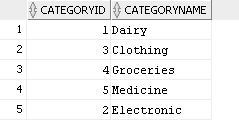 CATEGORYID CATEGORYNAME
1 1 Dairy
2 3 Clothing
3 4 Groceries
4 5 Medicine
5 2 Electronic